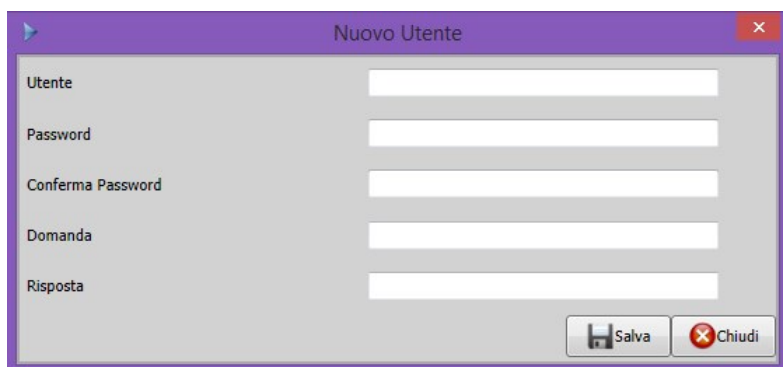 Nuovo Utente
Utente
Password
Conferma Password
Domanda
Risposta
Salva Chiudi